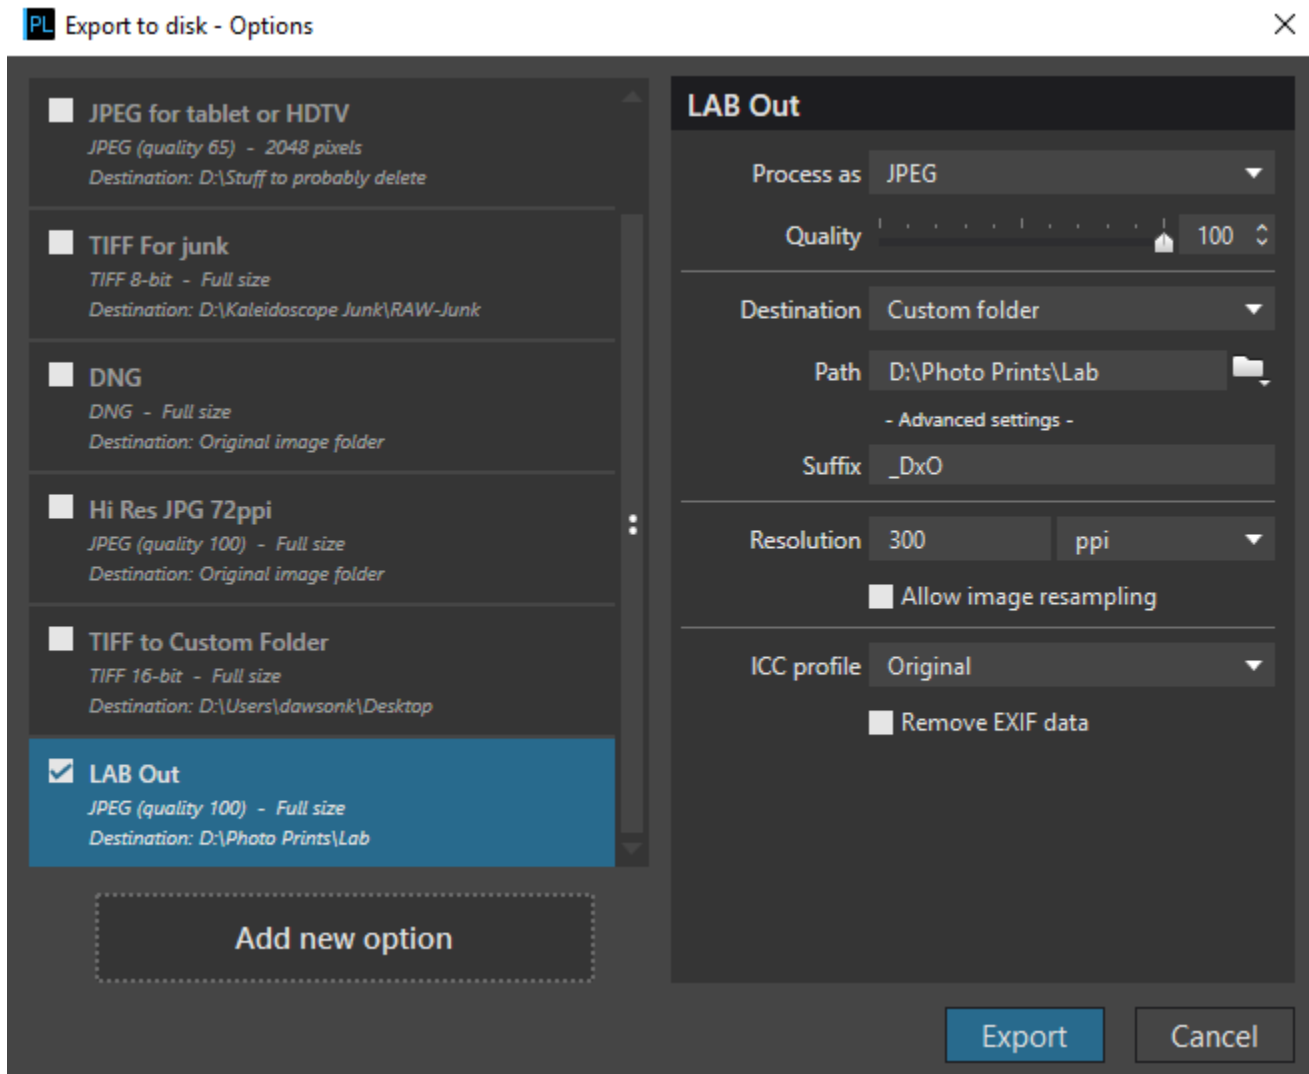 PL Export to disk - Options
JPEG for tablet or HDTV
JPEG (quality 65) - 2048 pixels
Destination: D:\Stuff to probably delete
TIFF For junk
TIFF 8-bit - Full size
Destination: D:\Kaleidoscope Junk\RAW-Junk
DNG
DNG - Full size
Destination: Original image folder
Hi Res JPG 72ppi
JPEG (quality 100) - Full size
Destination: Original image folder
TIFF to Custom Folder
TIFF 16-bit - Full size
Destination: D:\Users\dawsonk\Desktop
LAB Out
JPEG (quality 100) - Full size
Destination: D:\Photo Prints\Lab
Add new option
LAB Out
Process as JPEG
Quality 100
Destination Custom folder
Path D:\Photo Prints\Lab
- Advanced settings -
Suffix _DxO
Resolution 300 ppi
Allow image resampling
ICC profile Original
Remove EXIF data
Export Cancel